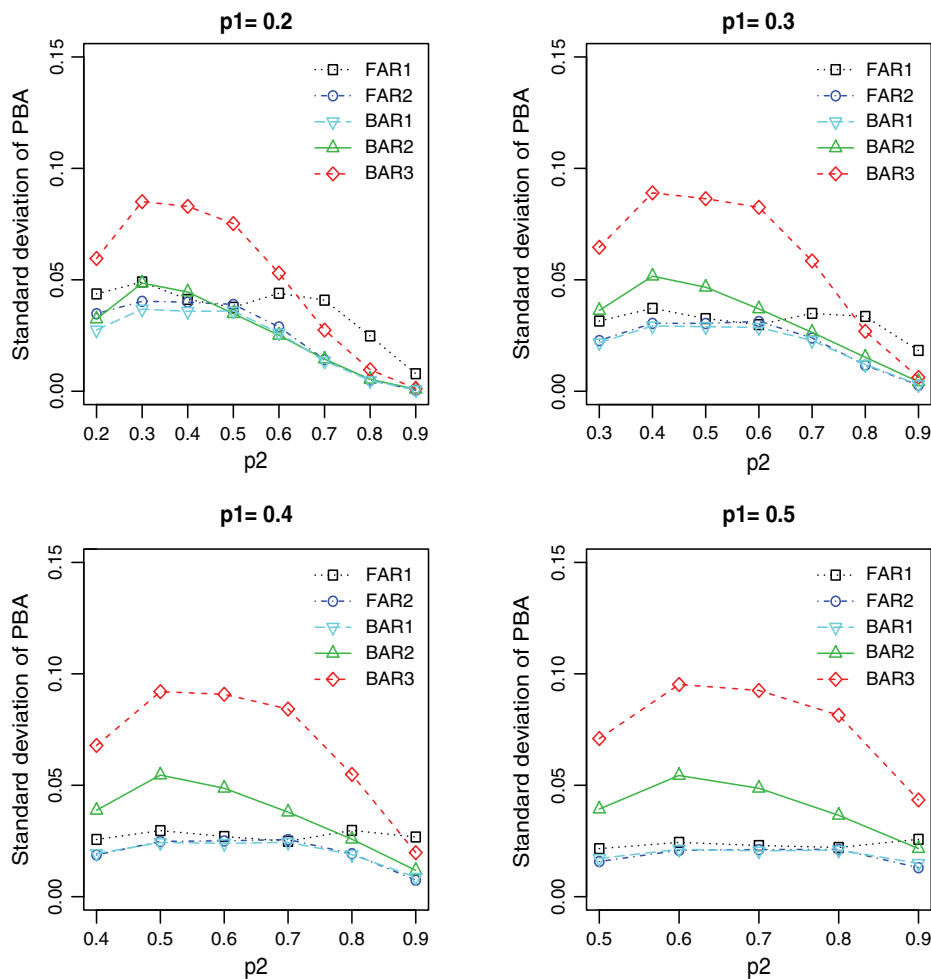 p1= 0.2
Standard deviation of PBA
0.15
0.10
0.05
0.00
FAR1
FAR2
BAR1
BAR2
BAR3
0.2 0.3 0.4 0.5 0.6 0.7 0.8 0.9
p2
p1= 0.3
Standard deviation of PBA
0.15
0.10
0.05
0.00
FAR1
FAR2
BAR1
BAR2
BAR3
0.3 0.4 0.5 0.6 0.7 0.8 0.9
p2
p1= 0.4
Standard deviation of PBA
0.15
0.10
0.05
0.00
FAR1
FAR2
BAR1
BAR2
BAR3
0.4 0.5 0.6 0.7 0.8 0.9
p2
p1= 0.5
Standard deviation of PBA
0.15
0.10
0.05
0.00
FAR1
FAR2
BAR1
BAR2
BAR3
0.5 0.6 0.7 0.8 0.9
p2